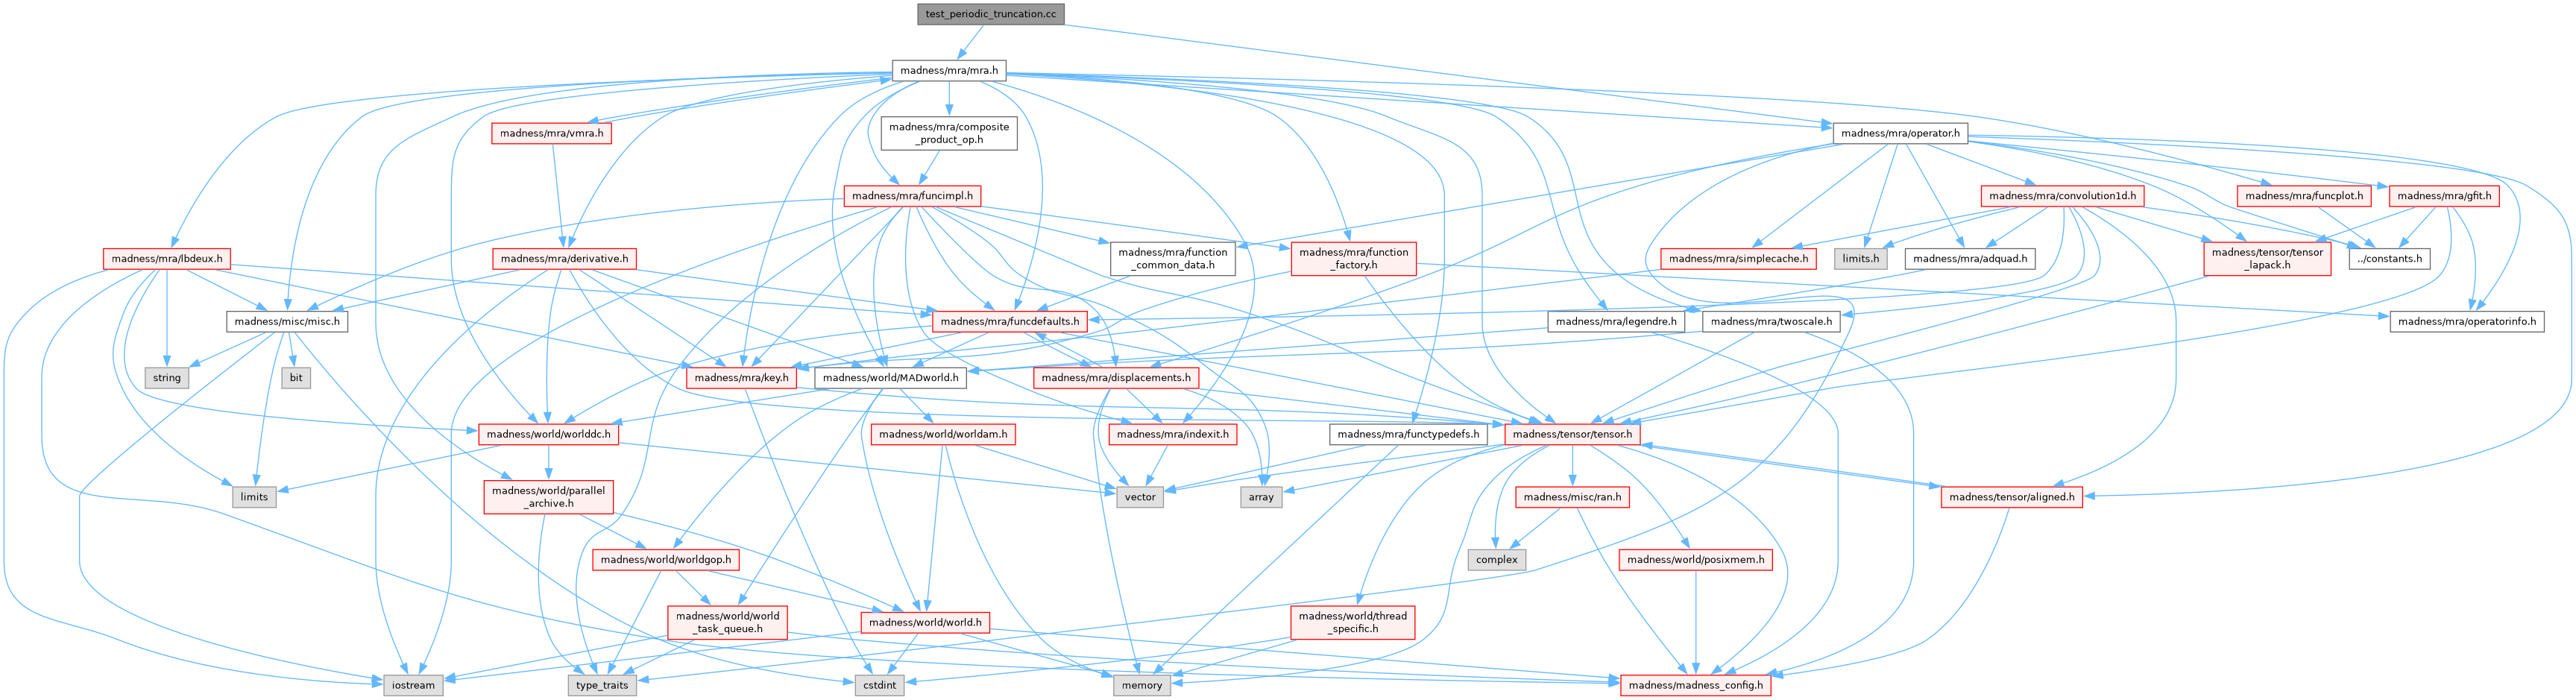 test_periodic_truncation.cc
madness/mra/mra.h
madness/mra/vmra.h
madness/mra/composite
_product_op.h
madness/mra/operator.h
madness/mra/funcimpl.h
madness/mra/convolution1d.h
madness/mra/funcplot.h
madness/mra/gfit.h
madness/mra/lbdeux.h
madness/mra/derivative.h
madness/mra/function
_common_data.h
madness/mra/function
_factory.h
madness/mra/simplecache.h
limits.h
madness/mra/adquad.h
madness/tensor/tensor
_lapack.h
../constants.h
madness/misc/misc.h
madness/mra/funcdefaults.h
madness/mra/legendre.h
madness/mra/twoscale.h
madness/mra/operatorinfo.h
string
bit
madness/mra/key.h
madness/world/MADworld.h
madness/mra/displacements.h
madness/world/worlddc.h
madness/world/worldam.h
madness/mra/indexit.h
madness/mra/functypedefs.h
madness/tensor/tensor.h
limits
madness/world/parallel
_archive.h
vector
array
madness/misc/ran.h
madness/tensor/aligned.h
madness/world/worldgop.h
complex
madness/world/posixmem.h
madness/world/world
_task_queue.h
madness/world/world.h
madness/world/thread
_specific.h
iostream
type_traits
cstdint
memory
madness/madness_config.h